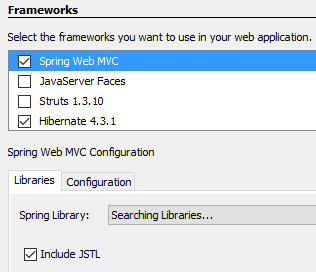 Frameworks
Select the frameworks you want to use in your web application.
Spring Web MVC
JavaServer Faces
Struts 1.3.10
Hibernate 4.3.1
Spring Web MVC Configuration
Libraries Configuration
Spring Library: Searching Libraries...
Include JSTL